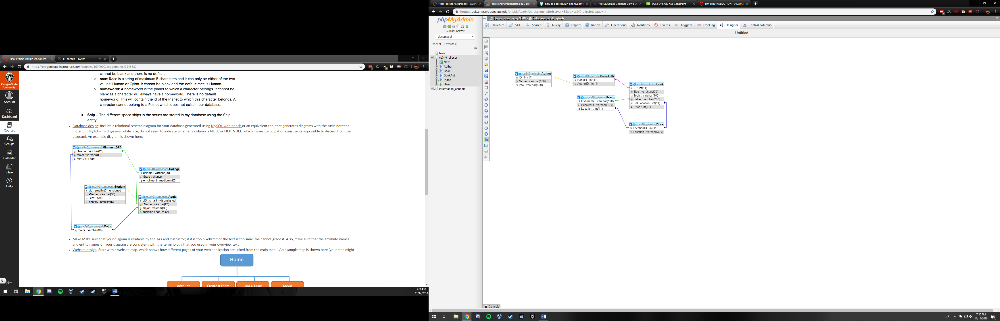 Final Project Design Document
(1) shroud - Twitch
https://oregonstate.instructure.com/courses/1692909/assignments/7343882
Oregon State
University
Account
Dashboard
Courses
Groups
Calendar
92
Inbox
Help
cannot be blank and there is no default.
race: Race is a string of maximum 5 characters and it can only be either of the two
values: Human or Cylon. It cannot be blank and the default race is Human.
homeworld: A homeworld is the planet to which a character belongs. It cannot be
blank as a character will always have a homeworld. There is no default
homeworld. This will contain the id of the Planet to which this character belongs. A
character cannot belong to a Planet which does not exist in our database.
Ship -- The different space ships in the series are stored in my database using the Ship
entity.
Database design: Include a relational schema diagram for your database generated using MySQL workbench or an equivalent tool that generates diagrams with the same notation
(note: phpMyAdmin's diagrams, while nice, do not seem to indicate whether a column is NULL or NOT NULL, which makes participation constraints impossible to discern from the
diagram). An example diagram is shown here:
cs340_ramseyst MinimumGPA
cName : varchar(20)
major : varchar(30)
minGPA : float
cs340_ramseyst College
cName : varchar(20)
State : char(2)
enrollment : mediumint(5)
cs340_ramseyst Student
sId : smallint(4) unsigned
sName : varchar(30)
GPA : float
sizeHS : smallint(5)
cs340_ramseyst Apply
sID : smallint(4) unsigned
cName : varchar(20)
major : varchar(30)
decision : set('Y','N')
cs340_ramseyst Major
major : varchar(30)
Make Make sure that your diagram is readable by the TAs and Instructor; if it is too pixellated or the text is too small, we cannot grade it. Also, make sure that the attribute names
and entity names on your diagram are consistent with the terminology that you used in your overview text.
Website design: Start with a website map, which shows how different pages of your web application are linked from the main menu. An example map is shown here (your map might
Home
Account
Create a Team
Find a Team
About
7:50 PM
11/14/2018
Final Project Assignment - Overv
tools.engr.oregonstate.edu / clas
how to add column phpmyadmi
PHPMyAdmin Designer View | Lo
SQL FOREIGN KEY Constraint
HW4: INTRODUCTION TO DATAB
https://tools.engr.oregonstate.edu/phpMyAdmin/db_designer.php?server=5&db=cs340_gilesbr&page=-1
phpMyAdmin
Current server:
classmysql
Recent Favorites
New
cs340_gilesbr
New
Author
Book
BookAuth
Place
User
information_schema
Server: classmysql:3306 » Database: cs340_gilesbr
Structure SQL Search Query Export Import Operations Routines Events Triggers Tracking Designer Central columns
Untitled *
cs340_gilesbr Author
ID : int(11)
Name : varchar(100)
Info : varchar(600)
cs340_gilesbr BookAuth
BookID : int(11)
AuthorID : int(11)
cs340_gilesbr Book
ID : int(11)
Title : varchar(200)
Topic : varchar(100)
Seller : varchar(200)
SellLocation : int(11)
Price : int(11)
cs340_gilesbr User
Username : varchar(100)
Password : varchar(100)
Location : int(11)
cs340_gilesbr Place
LocationID : int(11)
Location : varchar(300)
Console
7:50 PM
11/14/2018